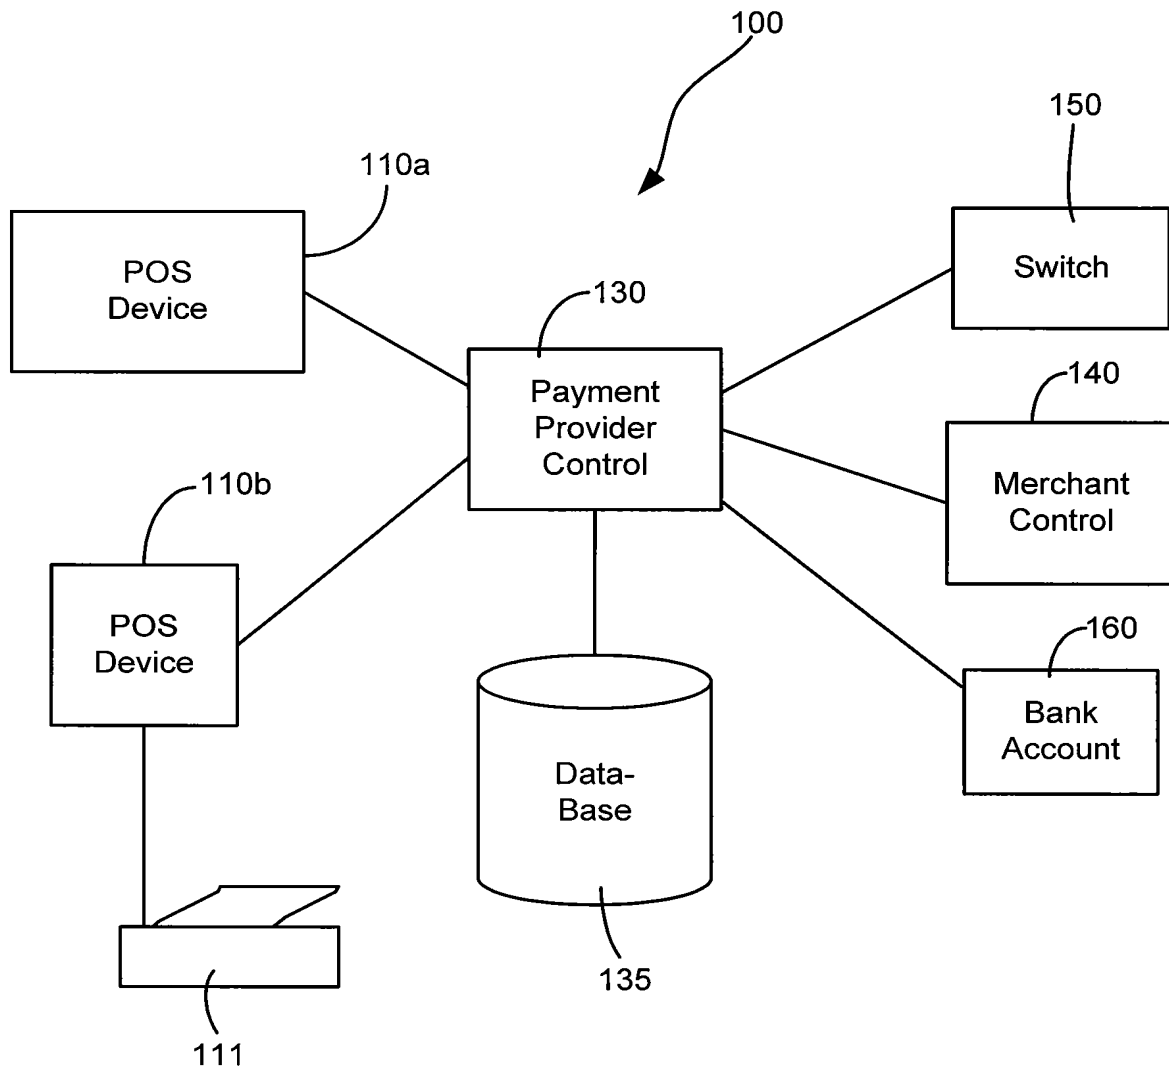 100
150
110a
POS
Device
Switch
130
Payment
Provider
Control
140
Merchant
Control
110b
POS
Device
160
Bank
Account
Data-
Base
135
111